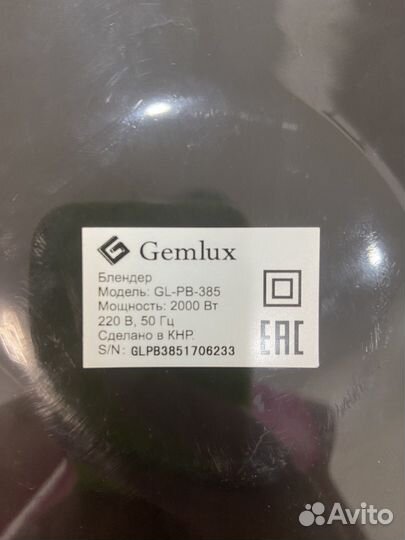 Gemlux
Блендер
Модель: GL-PB-385
Мощность: 2000 Вт
220 В, 50 Гц
Сделано в КНР.
S/N: GLPB3851706233
EAC
Avito